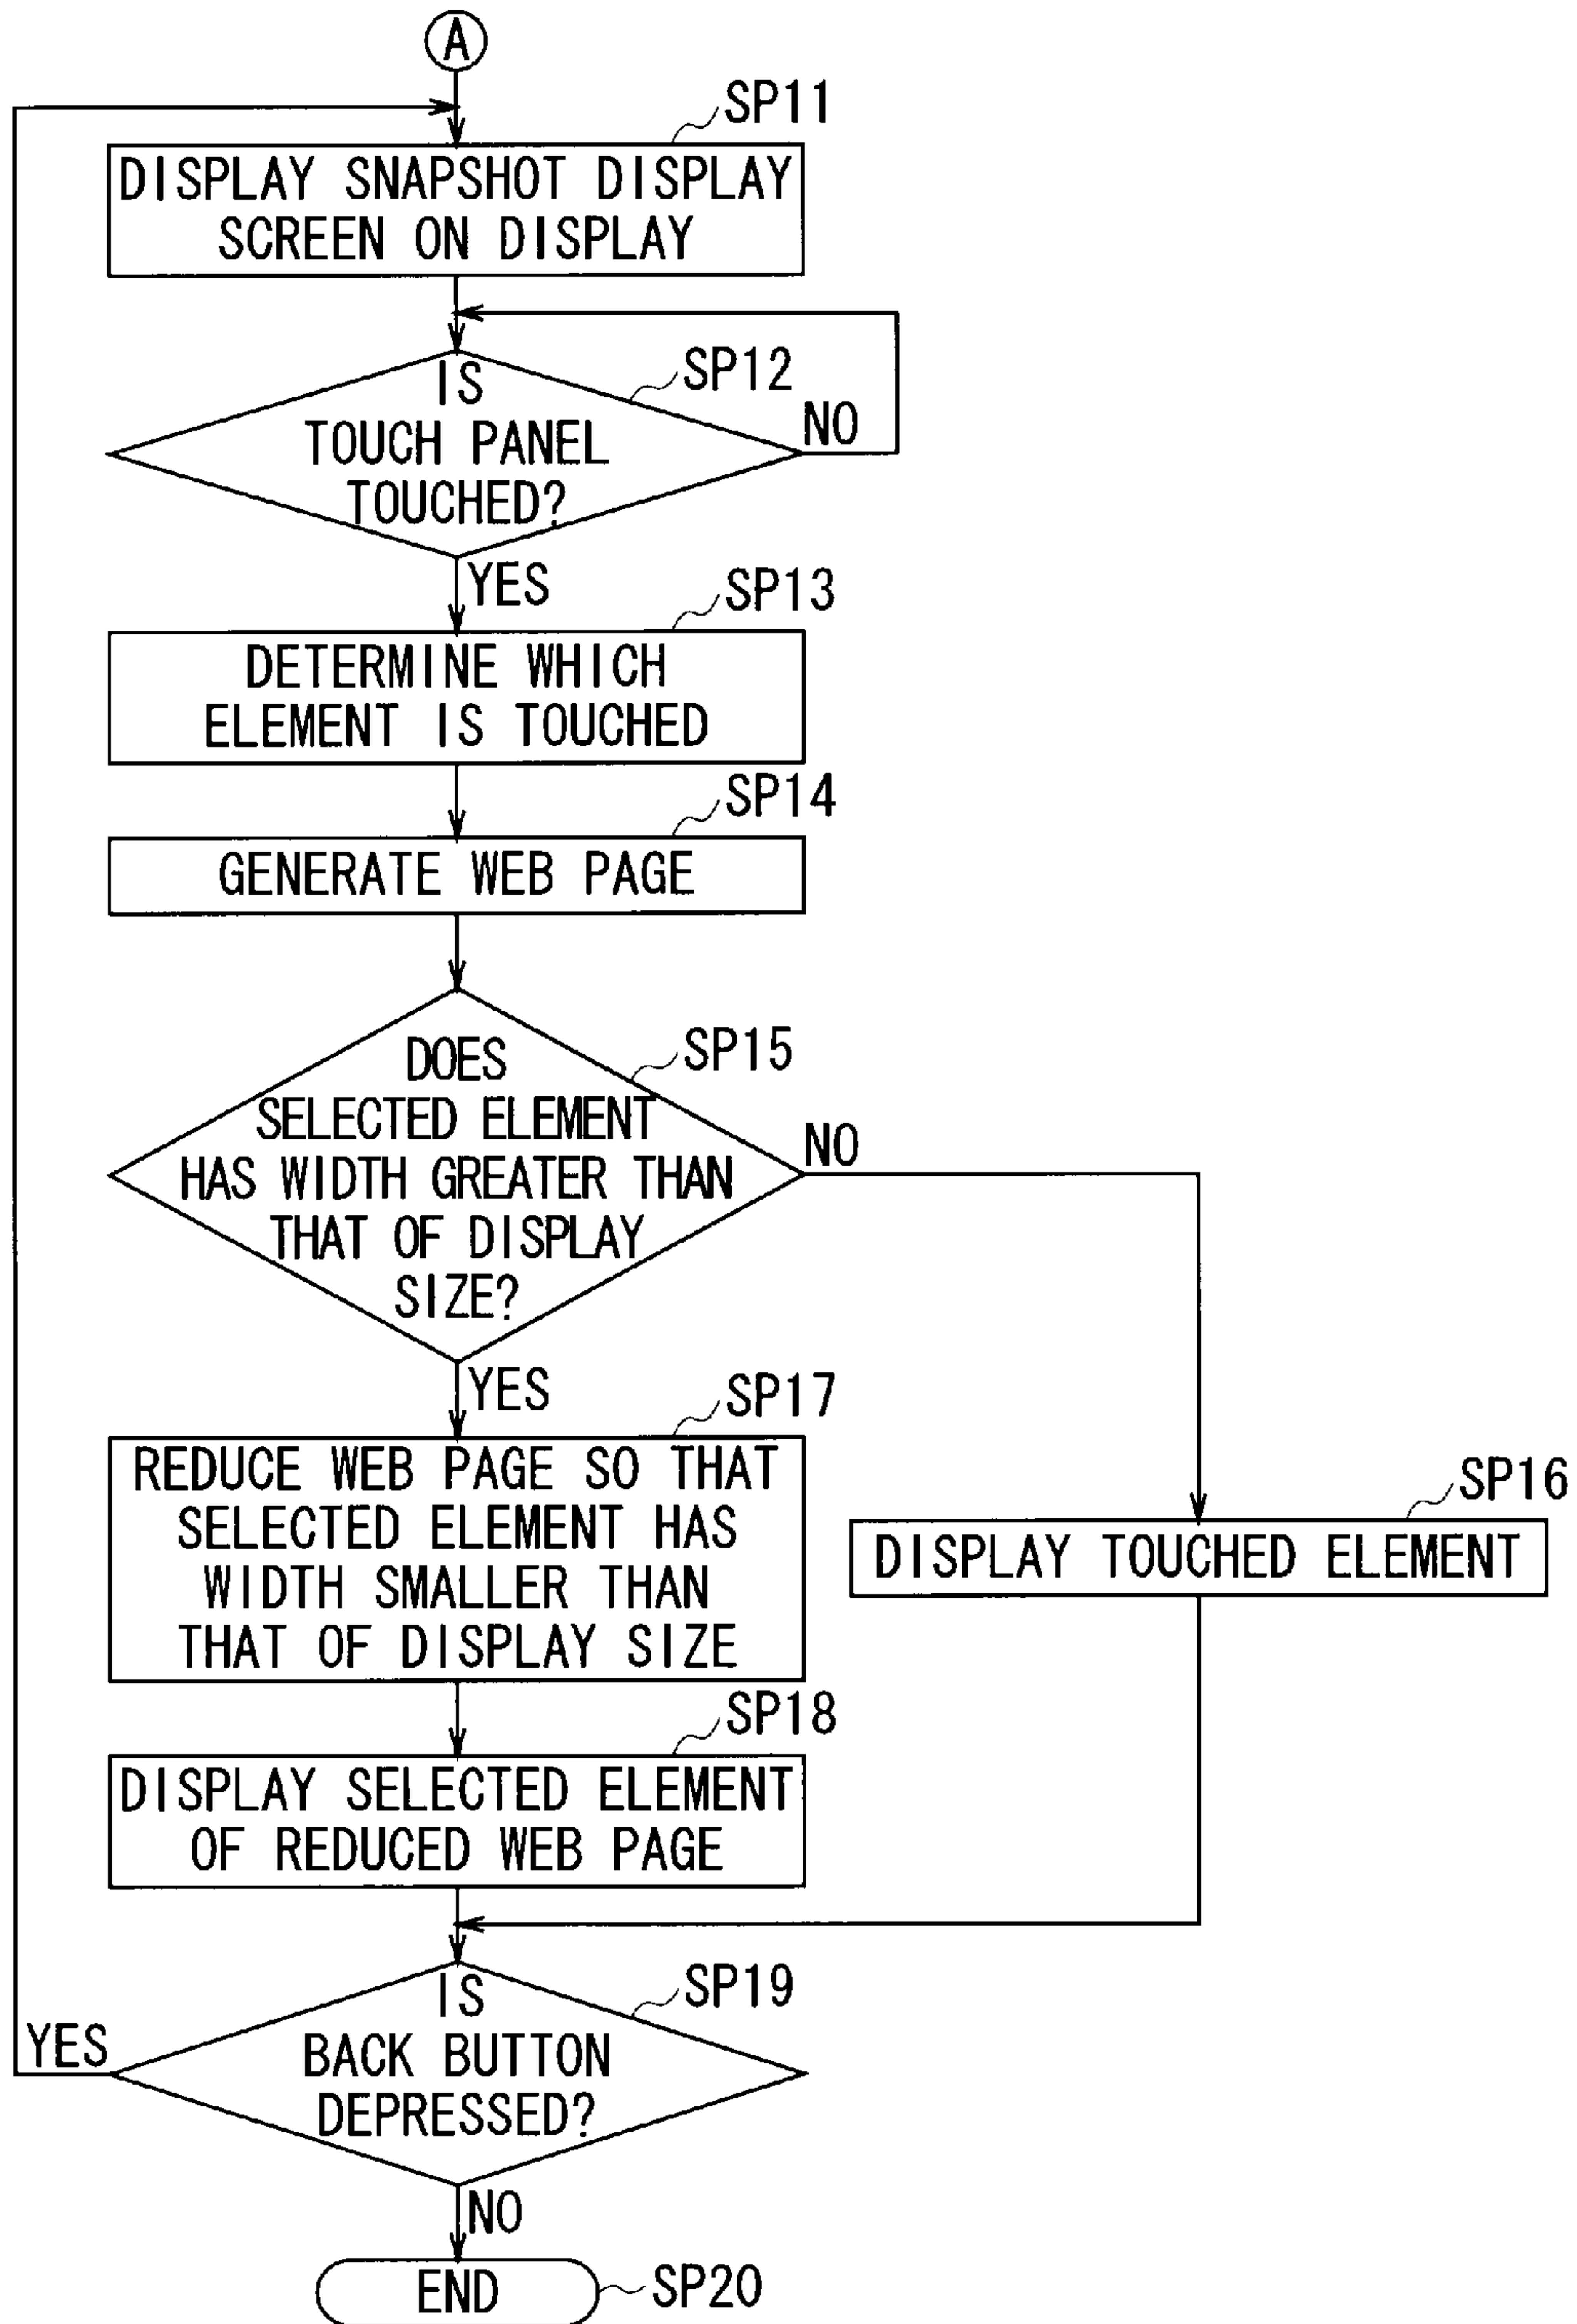 A
SP11
DISPLAY SNAPSHOT DISPLAY
SCREEN ON DISPLAY
SP12
IS
TOUCH PANEL
TOUCHED?
NO
YES
SP13
DETERMINE WHICH
ELEMENT IS TOUCHED
SP14
GENERATE WEB PAGE
SP15
DOES
SELECTED ELEMENT
HAS WIDTH GREATER THAN
THAT OF DISPLAY
SIZE?
NO
YES
SP17
REDUCE WEB PAGE SO THAT
SELECTED ELEMENT HAS
WIDTH SMALLER THAN
THAT OF DISPLAY SIZE
SP16
DISPLAY TOUCHED ELEMENT
SP18
DISPLAY SELECTED ELEMENT
OF REDUCED WEB PAGE
SP19
IS
BACK BUTTON
DEPRESSED?
YES
NO
END
SP20